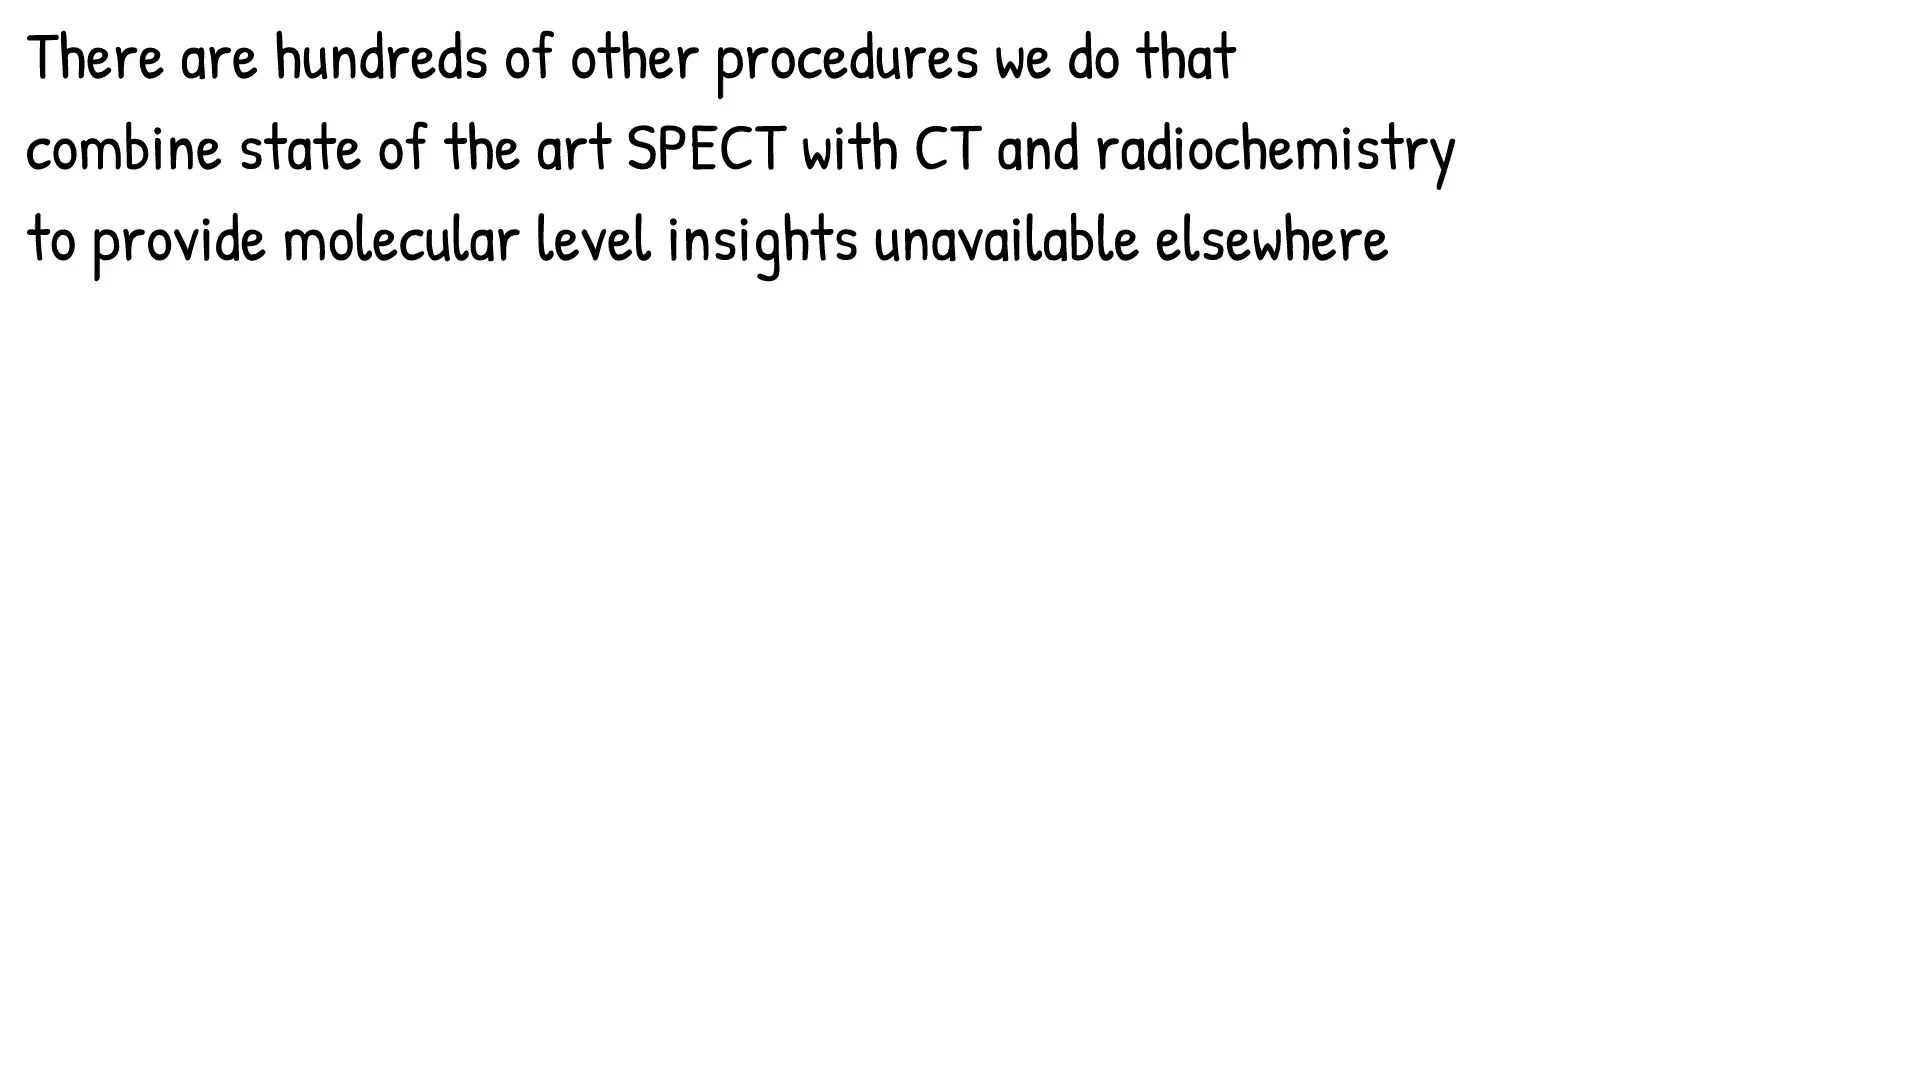 There are hundreds of other procedures we do that
combine state of the art SPECT with CT and radiochemistry
to provide molecular level insights unavailable elsewhere